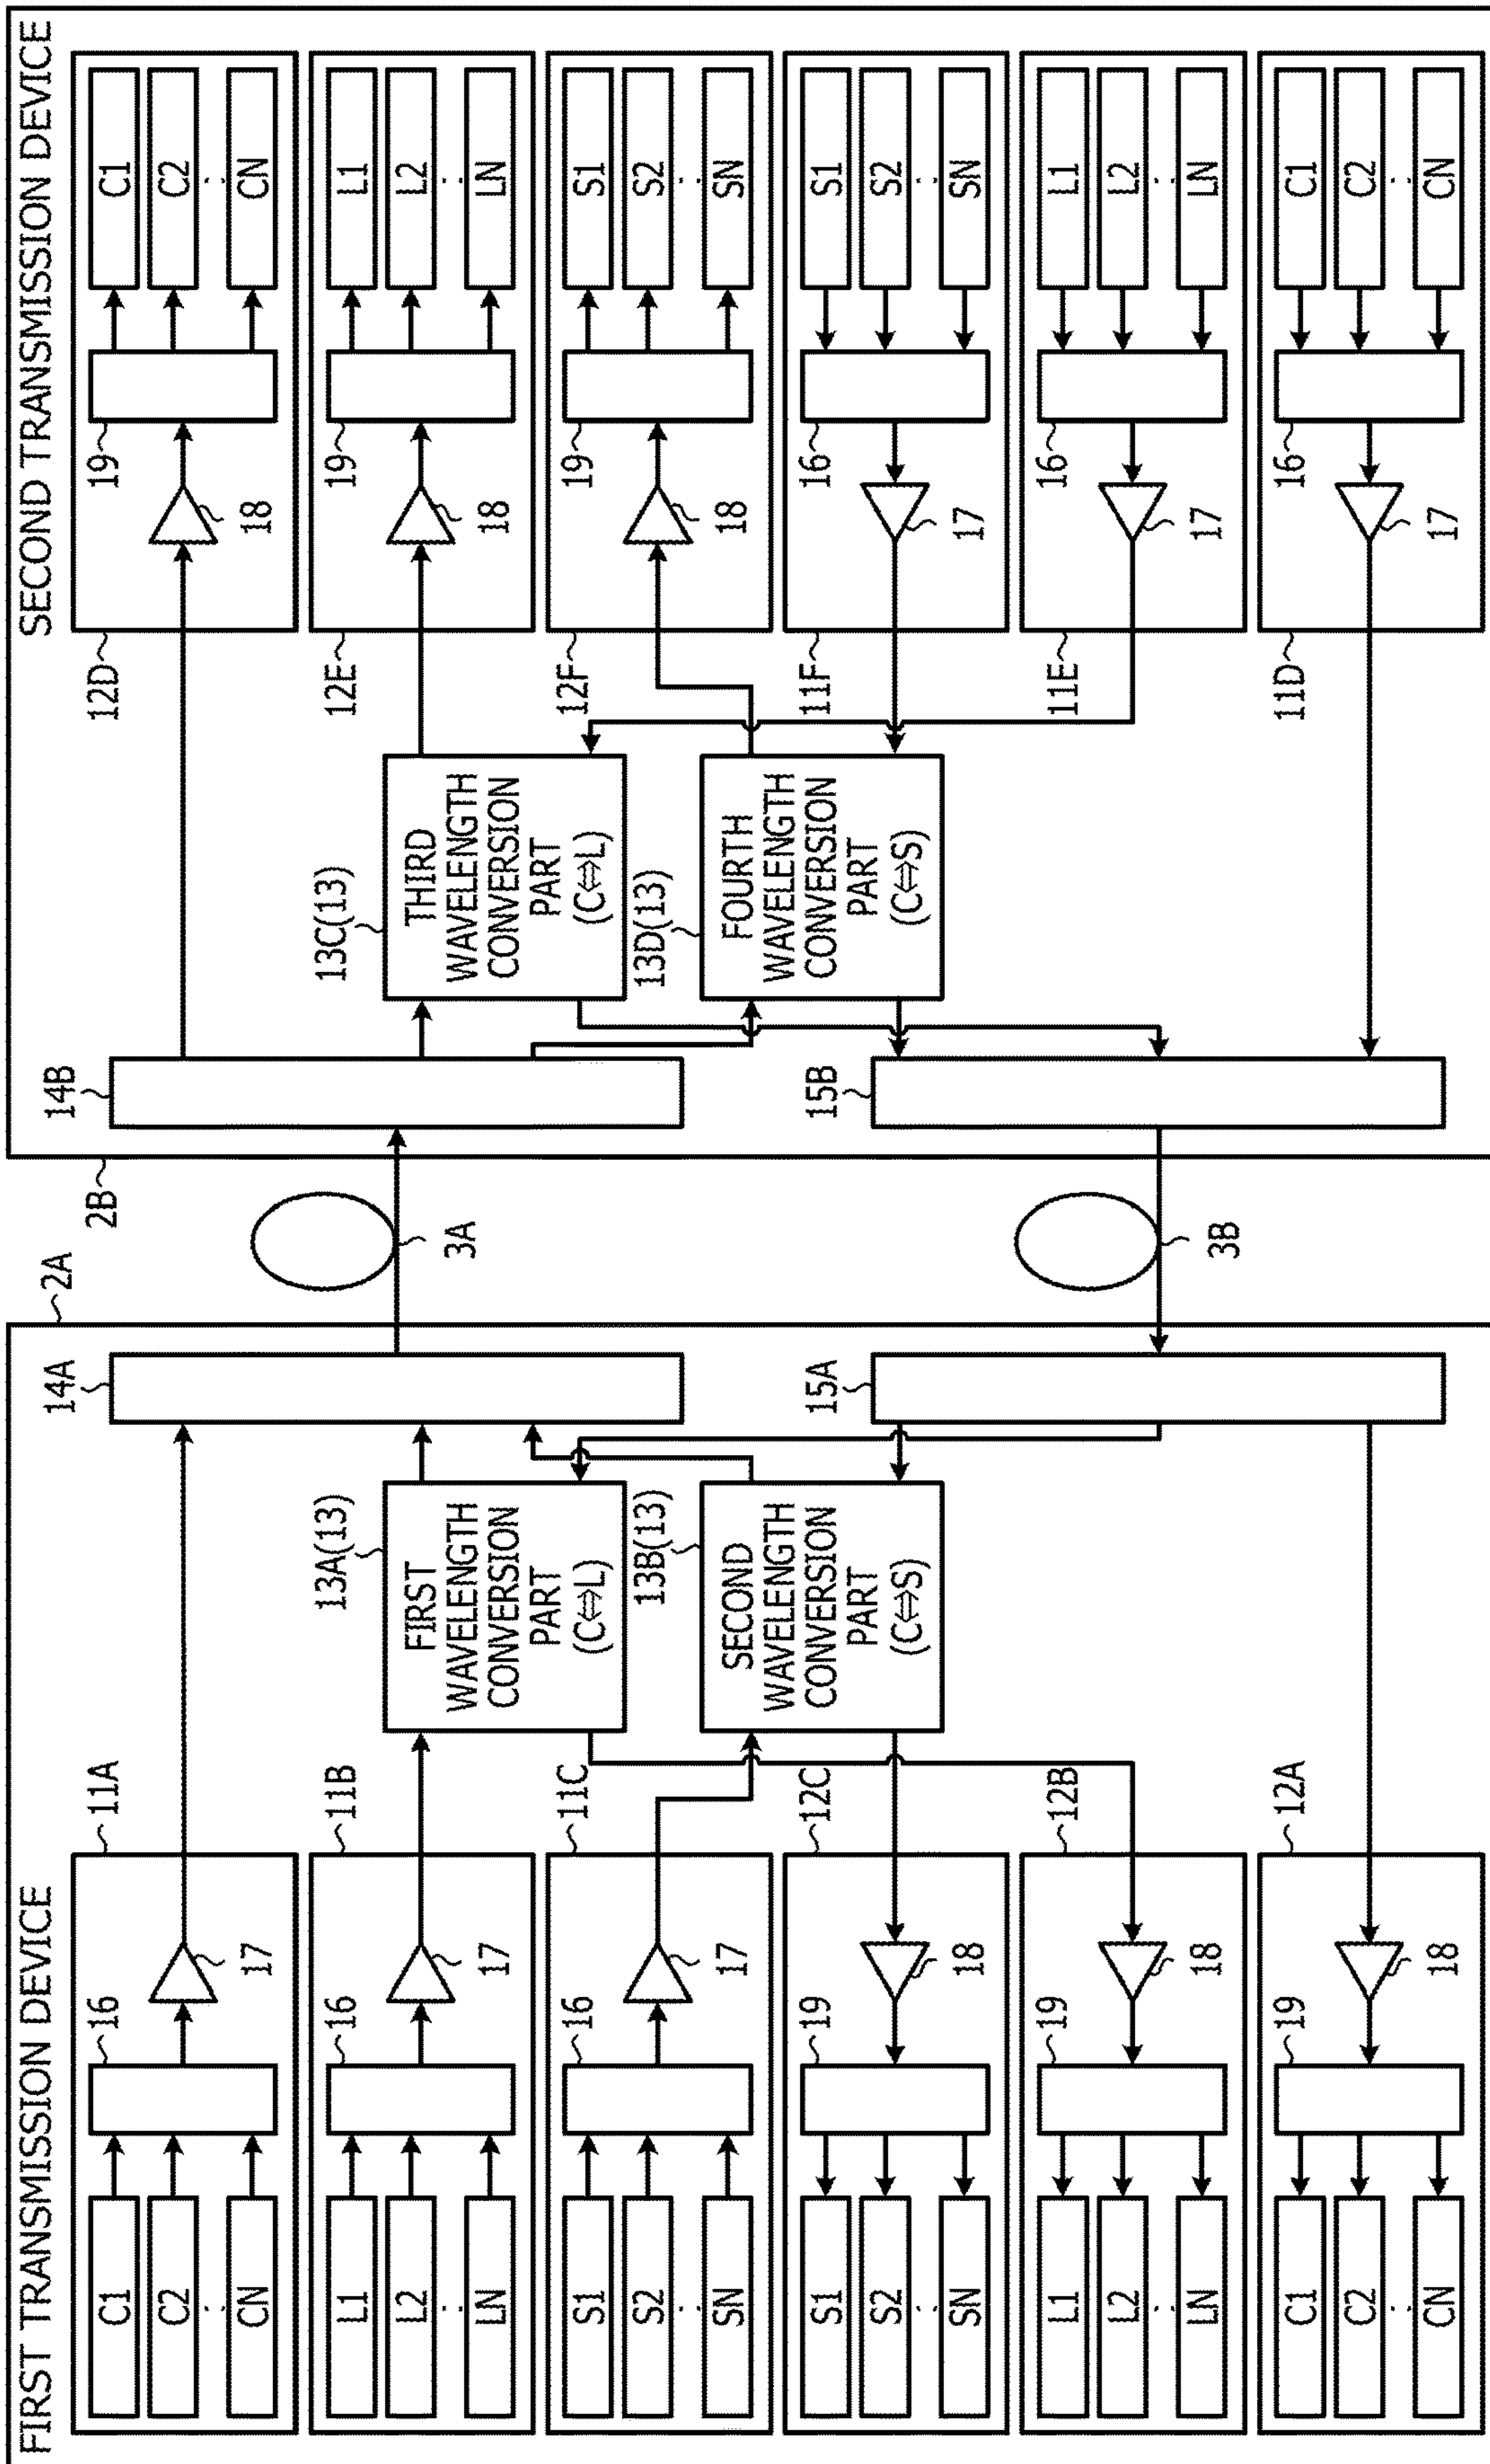 FIRST TRANSMISSION DEVICE
2A
11A
C1
C2
CN
16
17
11B
L1
L2
LN
16
17
11C
S1
S2
SN
16
17
12C
S1
S2
SN
19
18
12B
L1
L2
LN
19
18
12A
C1
C2
CN
19
18
13A(13)
FIRST
WAVELENGTH
CONVERSION
PART
(C⇔L)
13B(13)
SECOND
WAVELENGTH
CONVERSION
PART
(C⇔S)
14A
15A
3A
3B
SECOND TRANSMISSION DEVICE
2B
14B
15B
13C(13)
THIRD
WAVELENGTH
CONVERSION
PART
(C⇔L)
13D(13)
FOURTH
WAVELENGTH
CONVERSION
PART
(C⇔S)
12D
18
19
C1
C2
CN
12E
18
19
L1
L2
LN
12F
18
19
S1
S2
SN
11F
17
16
S1
S2
SN
11E
17
16
L1
L2
LN
11D
17
16
C1
C2
CN